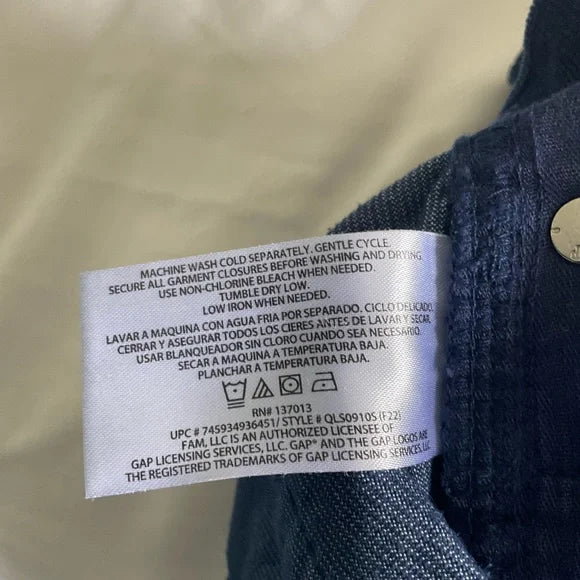 MACHINE WASH COLD SEPARATELY. GENTLE CYCLE.
SECURE ALL GARMENT CLOSURES BEFORE WASHING AND DRYING.
USE NON-CHLORINE BLEACH WHEN NEEDED.
TUMBLE DRY LOW.
LOW IRON WHEN NEEDED.
LAVAR A MAQUINA CON AGUA FRIA POR SEPARADO. CICLO DELICADO.
CERRAR Y ASEGURAR TODOS LOS CIERES ANTES DE LAVAR Y SECAR.
USAR BLANQUEADOR SIN CLORO CUANDO SEA NECESARIO.
SECAR A MAQUINA A TEMPERATURA BAJA.
PLANCHAR A TEMPERATURA BAJA.
RN# 137013
UPC # 745934936451/ STYLE # QLS0910S (F22)
FAM, LLC IS AN AUTHORIZED LICENSEE OF
GAP LICENSING SERVICES, LLC. GAP® AND THE GAP LOGOS ARE
THE REGISTERED TRADEMARKS OF GAP LICENSING SERVICES, LLC